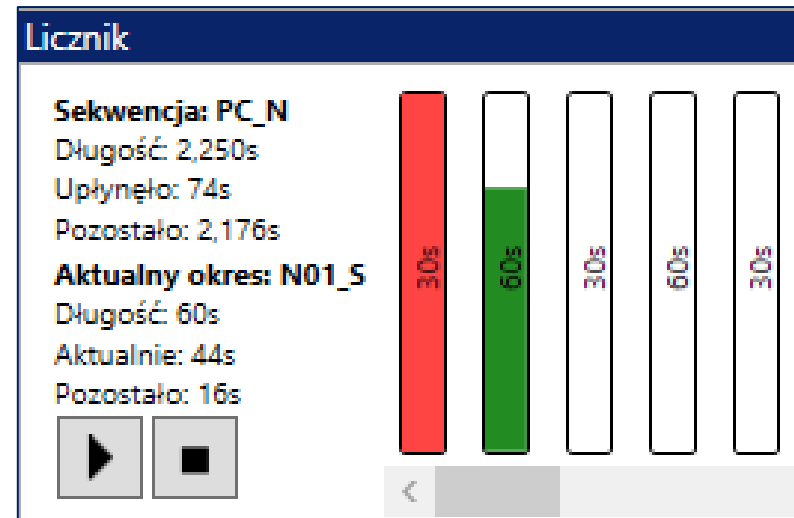 Licznik
Sekwencja: PC_N
Długość: 2,250s
Upłynęło: 74s
Pozostało: 2,176s
Aktualny okres: N01_S
Długość: 60s
Aktualnie: 44s
Pozostało: 16s
30s
60s
30s
60s
30s